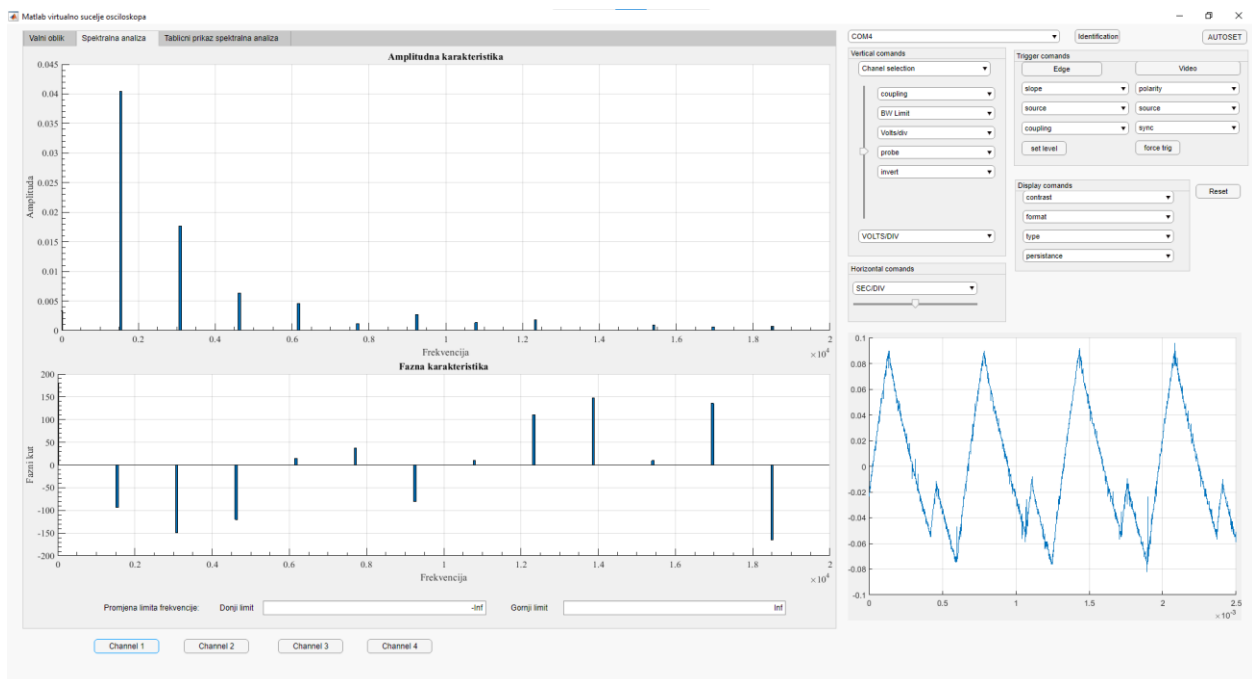 Matlab virtualno sucelje osciloskopa
Valni oblik Spektralna analiza Tablicni prikaz spektralna analiza
Amplitudna karakteristika
0.045
0.04
0.035
0.03
0.025
0.02
0.015
0.01
0.005
0
Amplituda
0 0.2 0.4 0.6 0.8 1 1.2 1.4 1.6 1.8 2
Frekvencija
×10⁴
Fazna karakteristika
200
150
100
50
0
-50
-100
-150
-200
Fazni kut
0 0.2 0.4 0.6 0.8 1 1.2 1.4 1.6 1.8 2
Frekvencija
×10⁴
Promjena limita frekvencije: Donji limit -Inf Gornji limit Inf
Channel 1 Channel 2 Channel 3 Channel 4
COM4 Identification AUTOSET
Vertical comands
Chanel selection
coupling
BW Limit
Volts/div
probe
invert
VOLTS/DIV
Horizontal comands
SEC/DIV
Trigger comands
Edge Video
slope polarity
source source
coupling sync
set level force trig
Display comands
contrast
format
type
persistance
Reset
0.1
0.08
0.06
0.04
0.02
0
-0.02
-0.04
-0.06
-0.08
-0.1
0 0.5 1 1.5 2 2.5
×10⁻³